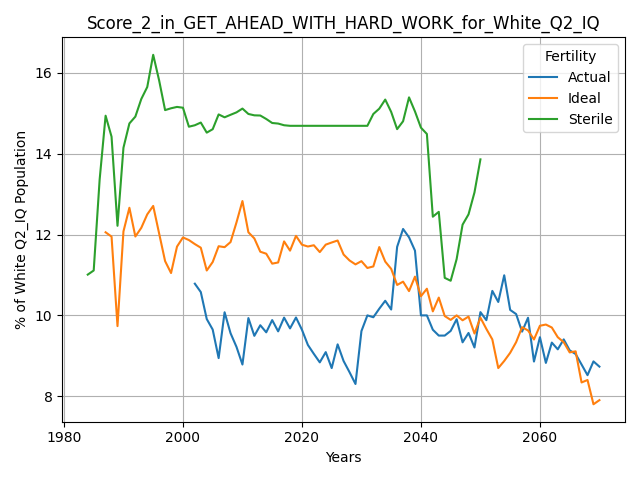 Score_2_in_GET_AHEAD_WITH_HARD_WORK_for_White_Q2_IQ
Fertility
Actual
Ideal
Sterile
% of White Q2_IQ Population
16
14
12
10
8
1980
2000
2020
2040
2060
Years